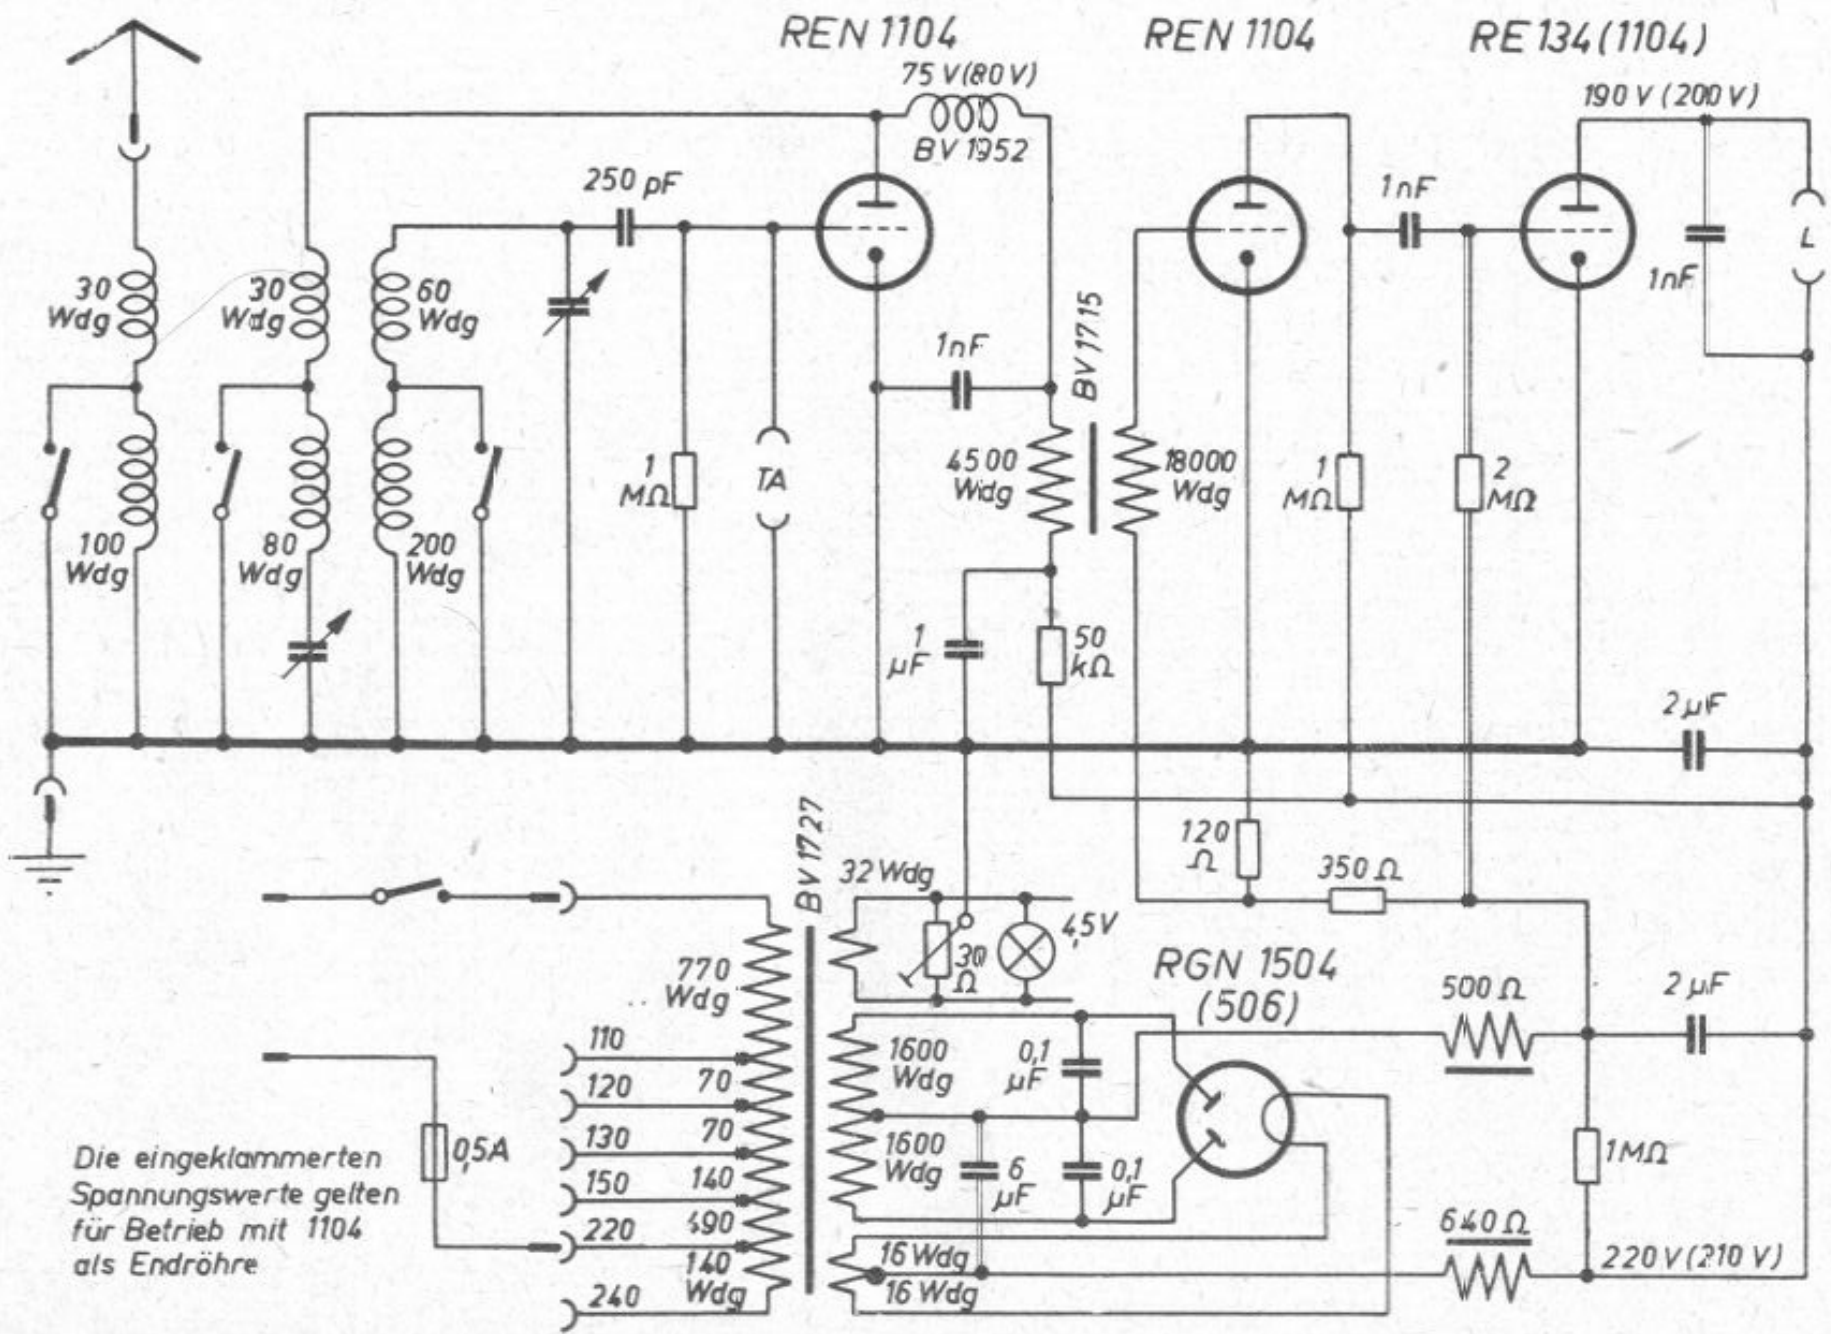 REN 1104
REN 1104
RE 134 (1104)
75 V (80 V)
BV 1952
190 V (200 V)
250 pF
1nF
1nF
L
30
Wdg
30
Wdg
60
Wdg
1nF
BV 1715
1
MΩ
TA
4500
Wdg
18000
Wdg
1
MΩ
2
MΩ
100
Wdg
80
Wdg
200
Wdg
1
µF
50
kΩ
2 µF
BV 1727
32 Wdg
120
Ω
350 Ω
4,5 V
30
Ω
770
Wdg
RGN 1504
(506)
500 Ω
2 µF
110
120
130
150
220
240
70
70
140
490
140
Wdg
1600
Wdg
0,1
µF
1600
Wdg
6
µF
0,1
µF
1 MΩ
0,5A
640 Ω
16 Wdg
16 Wdg
220 V (210 V)
Die eingeklammerten
Spannungswerte gelten
für Betrieb mit 1104
als Endröhre